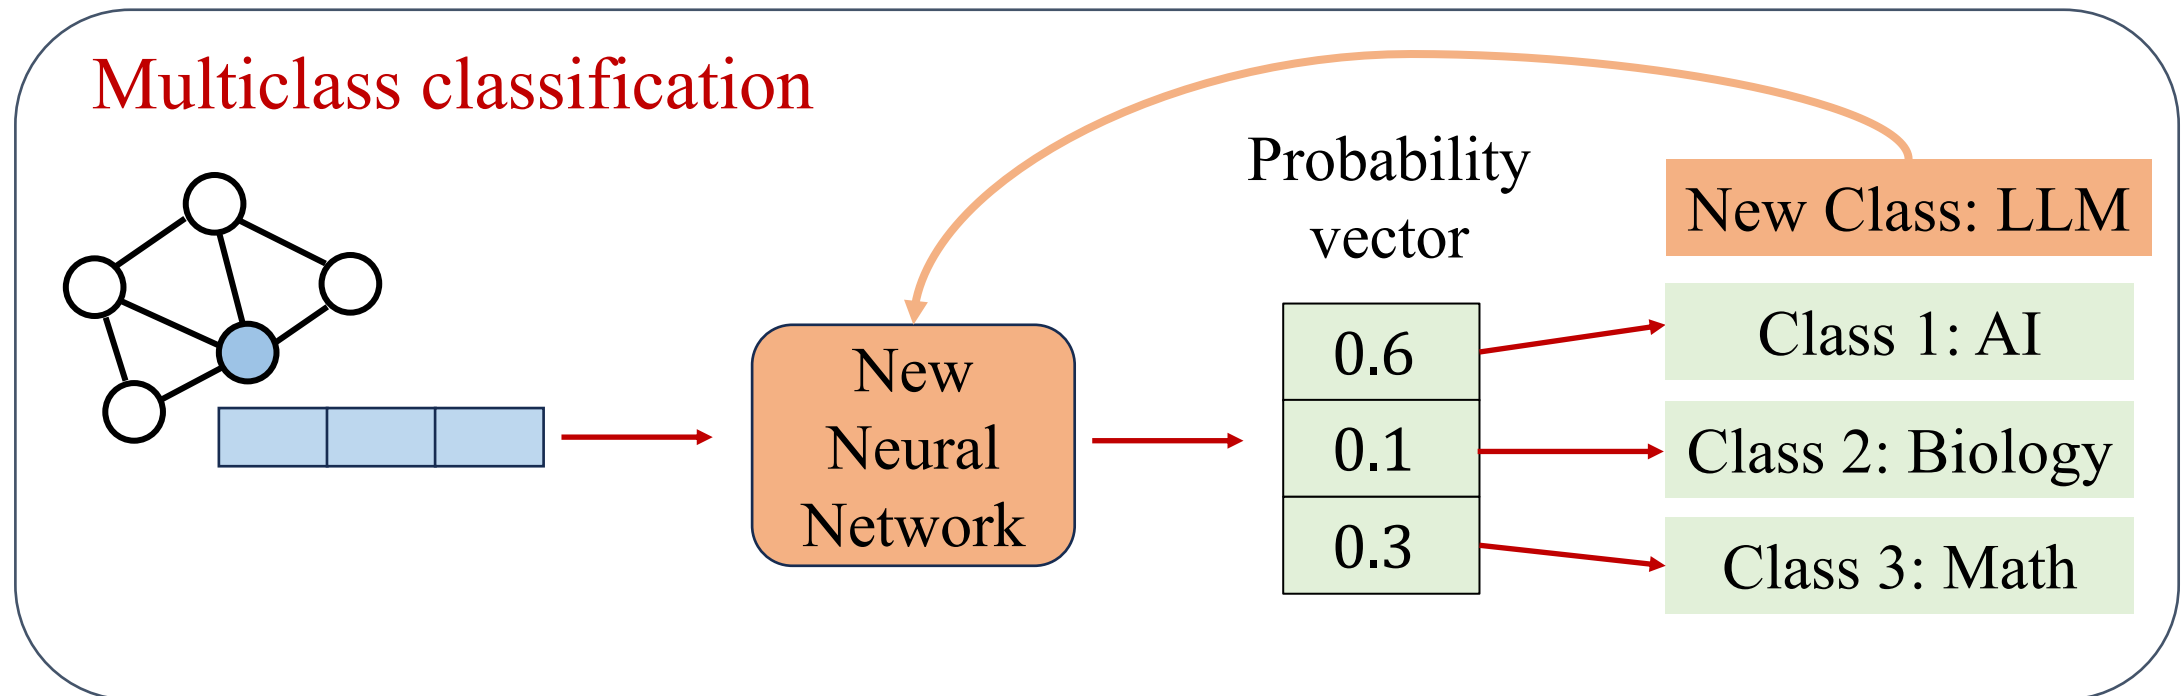 Multiclass classification
New
Neural
Network
Probability
vector
0.6
0.1
0.3
New Class: LLM
Class 1: AI
Class 2: Biology
Class 3: Math